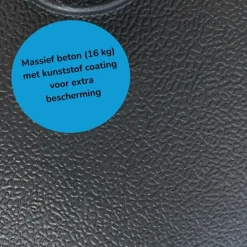 Massief beton (16 kg)
met kunststof coating
voor extra
bescherming